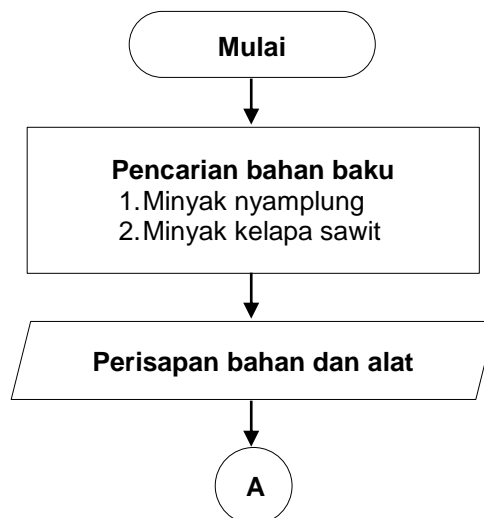 Mulai
Pencarian bahan baku
1.Minyak nyamplung
2.Minyak kelapa sawit
Perisapan bahan dan alat
A